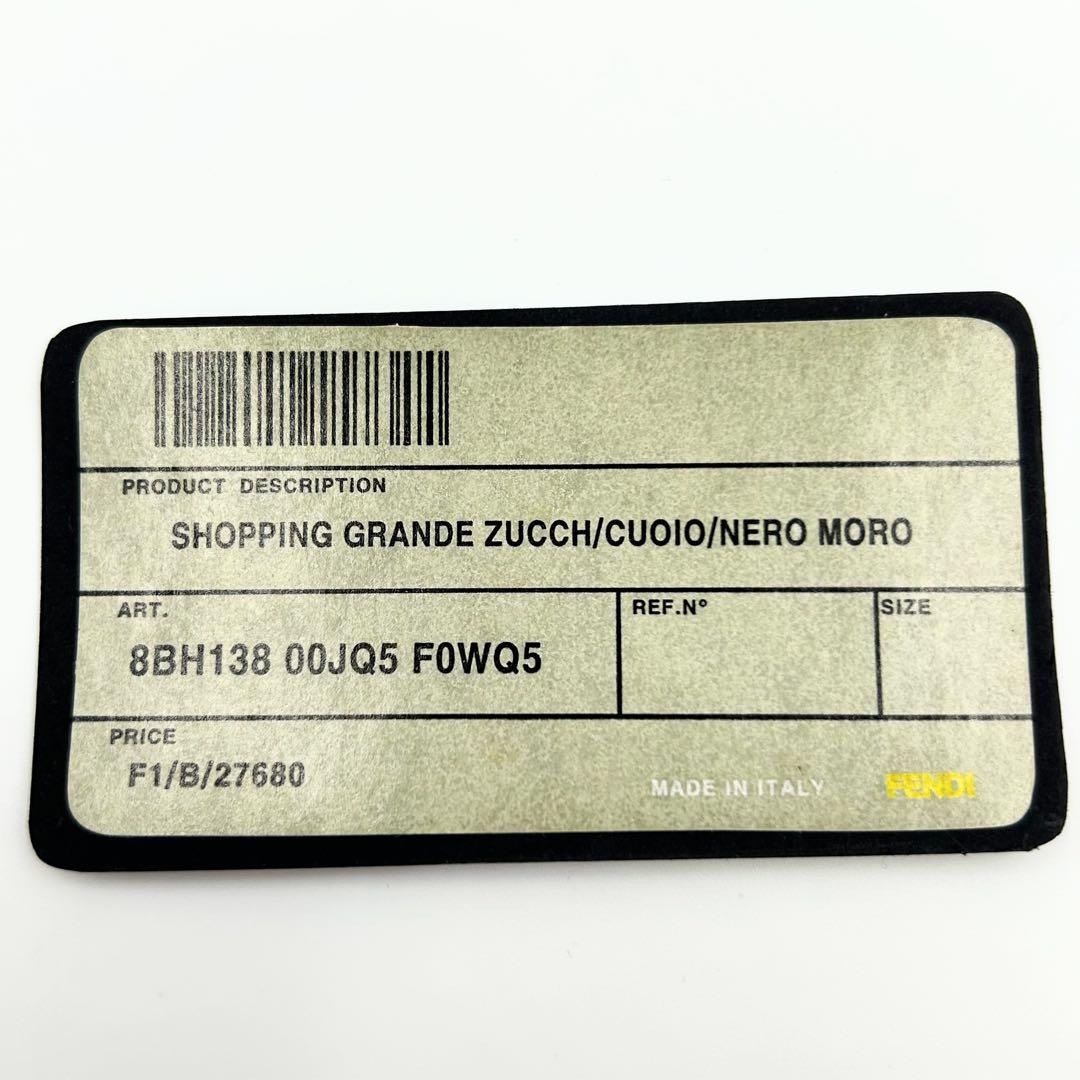 PRODUCT DESCRIPTION
SHOPPING GRANDE ZUCCH/CUOIO/NERO MORO
ART.
8BH138 00JQ5 F0WQ5
REF.Nº
SIZE
PRICE
F1/B/27680
MADE IN ITALY
FENDI